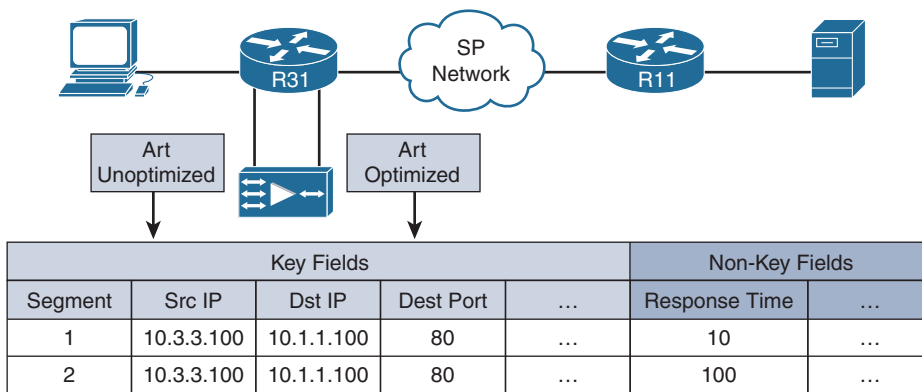 SP
Network
R31
R11
Art
Unoptimized
Art
Optimized
Key Fields
Non-Key Fields
Segment Src IP Dst IP Dest Port … Response Time …
1 10.3.3.100 10.1.1.100 80 … 10 …
2 10.3.3.100 10.1.1.100 80 … 100 …